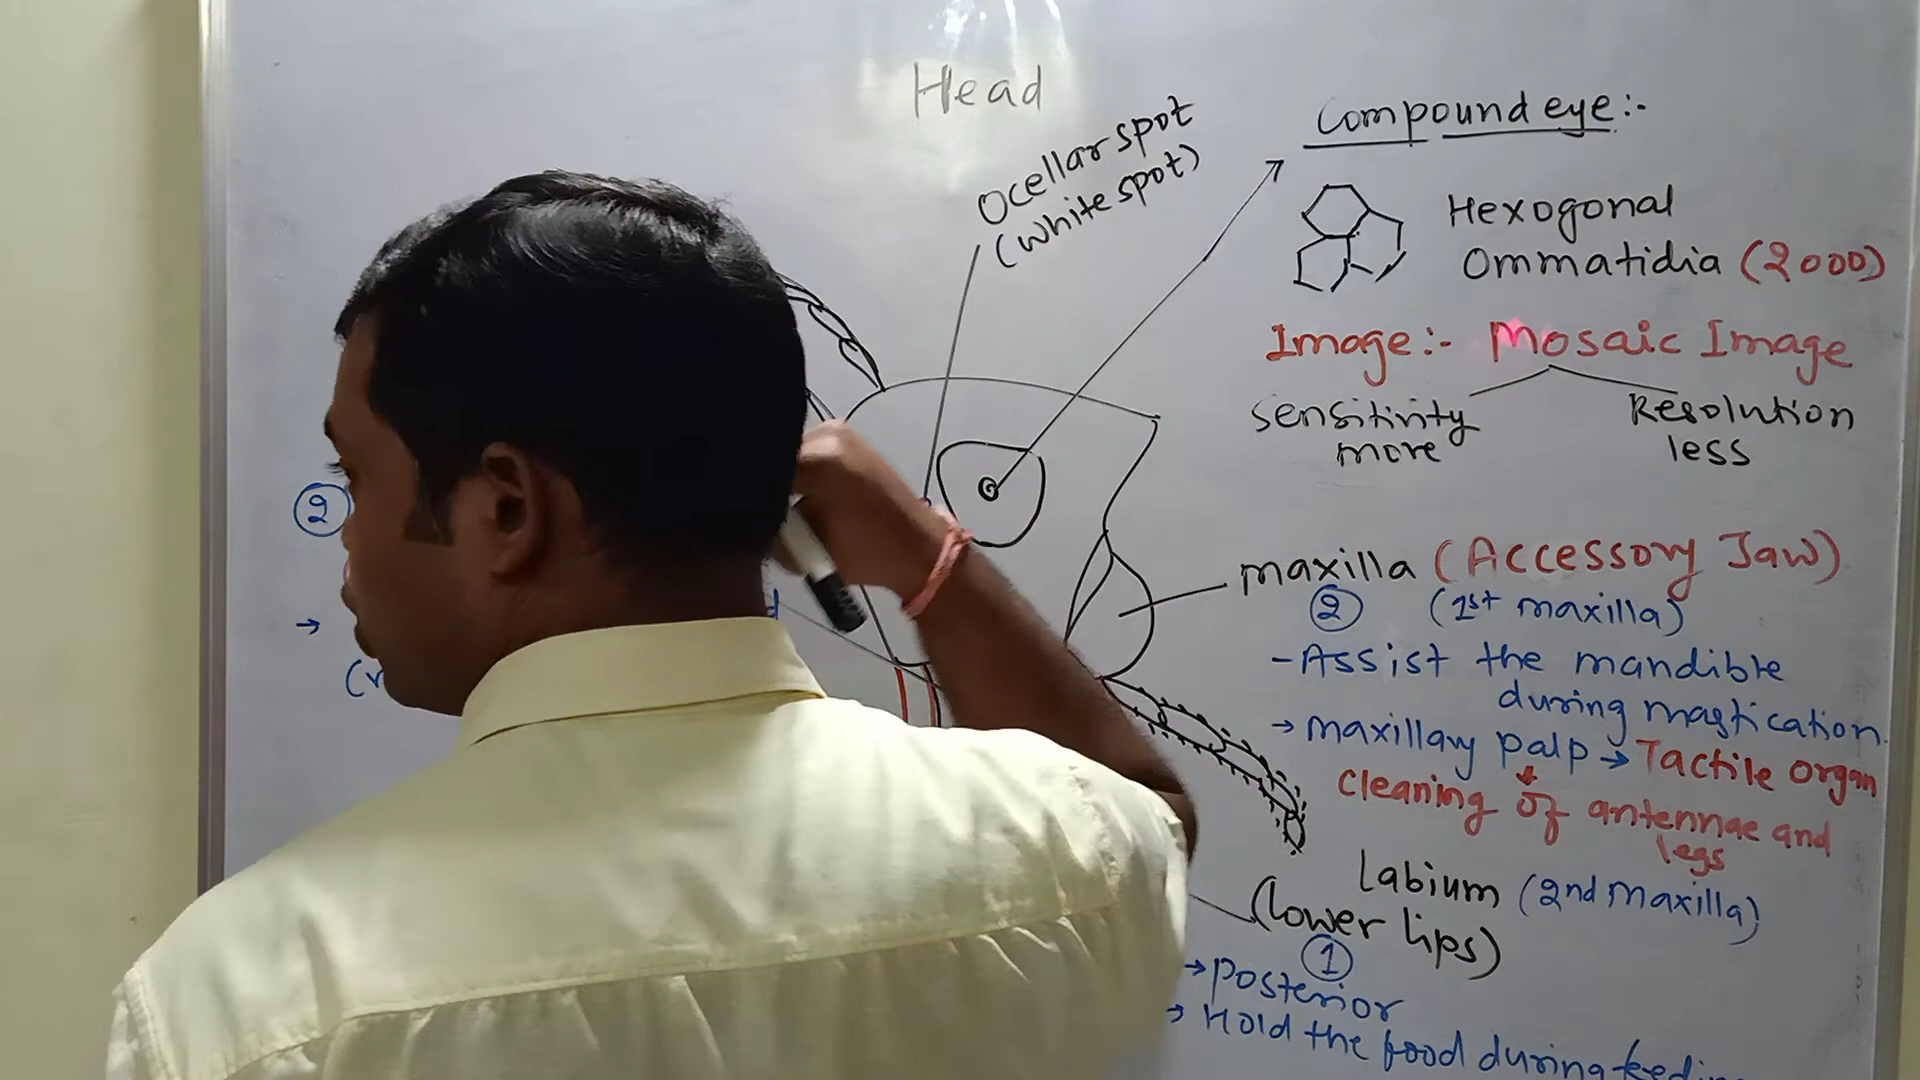 Head
Ocellar spot
(white spot)
Compound eye:-
Hexogonal
Ommatidia (2000)
Image:- Mosaic Image
Sensitivity
more
Resolution
less
2
→
maxilla (Accessory Jaw)
2 (1st maxilla)
- Assist the mandible
during mastication.
→ maxillary palp → Tactile organ
cleaning of antennae and
legs
Labium (2nd Maxilla)
(lower lips)
1
→ posterior
→ Hold the food during